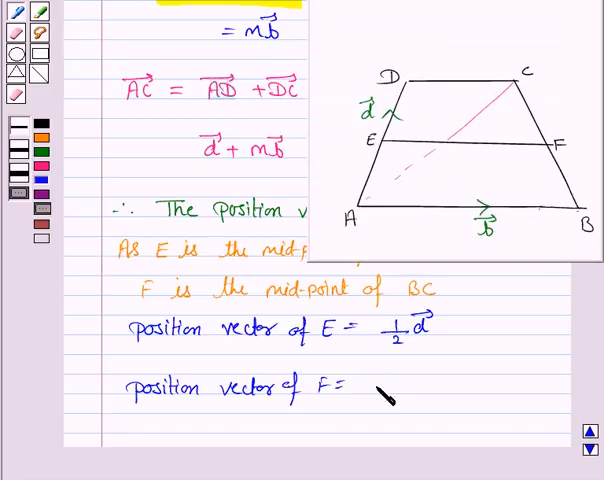 = m b⃗
AC⃗ = AD⃗ + DC⃗
d⃗ + m b⃗
∴ The position v
AS E is the mid-p
F is the mid-point of BC
position vector of E = 1/2 d⃗
position vector of F =
D
C
d⃗
E
F
A
B
b⃗